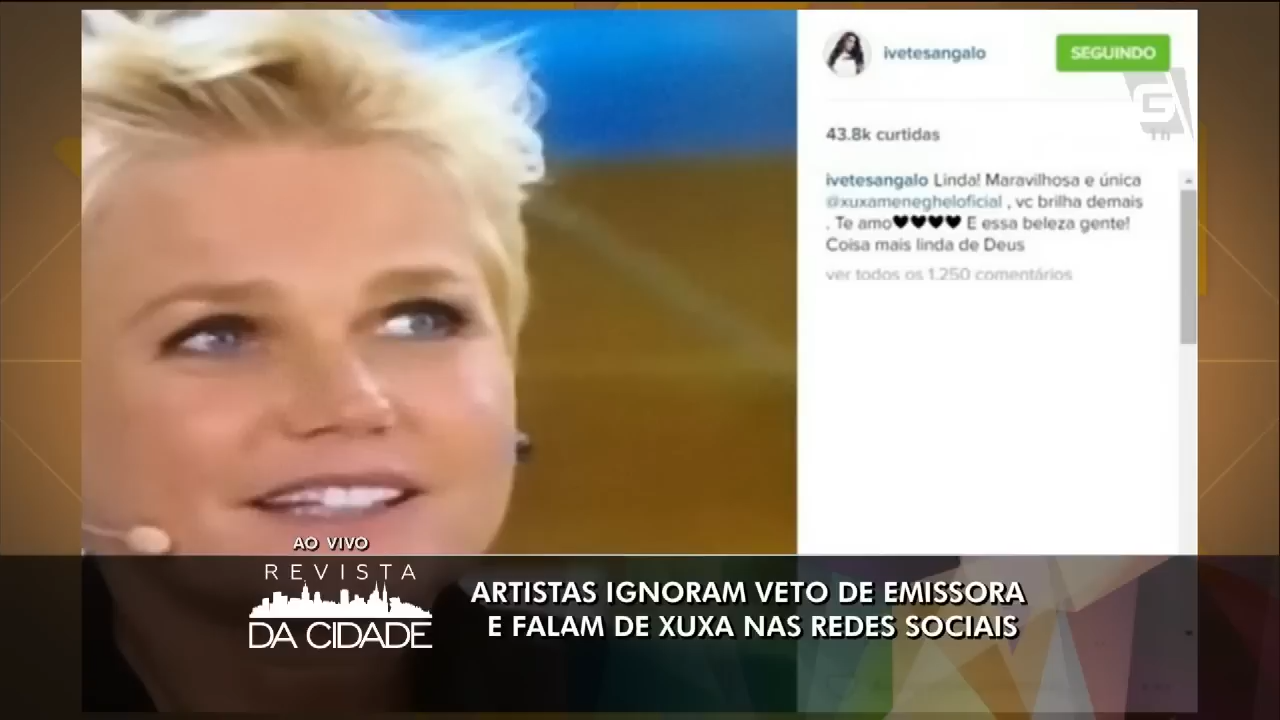 ivetesangalo
SEGUINDO
43.8k curtidas
1h
ivetesangalo Linda! Maravilhosa e única
@xuxamenegheloficial , vc brilha demais
. Te amo🖤🖤🖤🖤 E essa beleza gente!
Coisa mais linda de Deus
ver todos os 1.250 comentários
AO VIVO
REVISTA
DA CIDADE
ARTISTAS IGNORAM VETO DE EMISSORA
E FALAM DE XUXA NAS REDES SOCIAIS